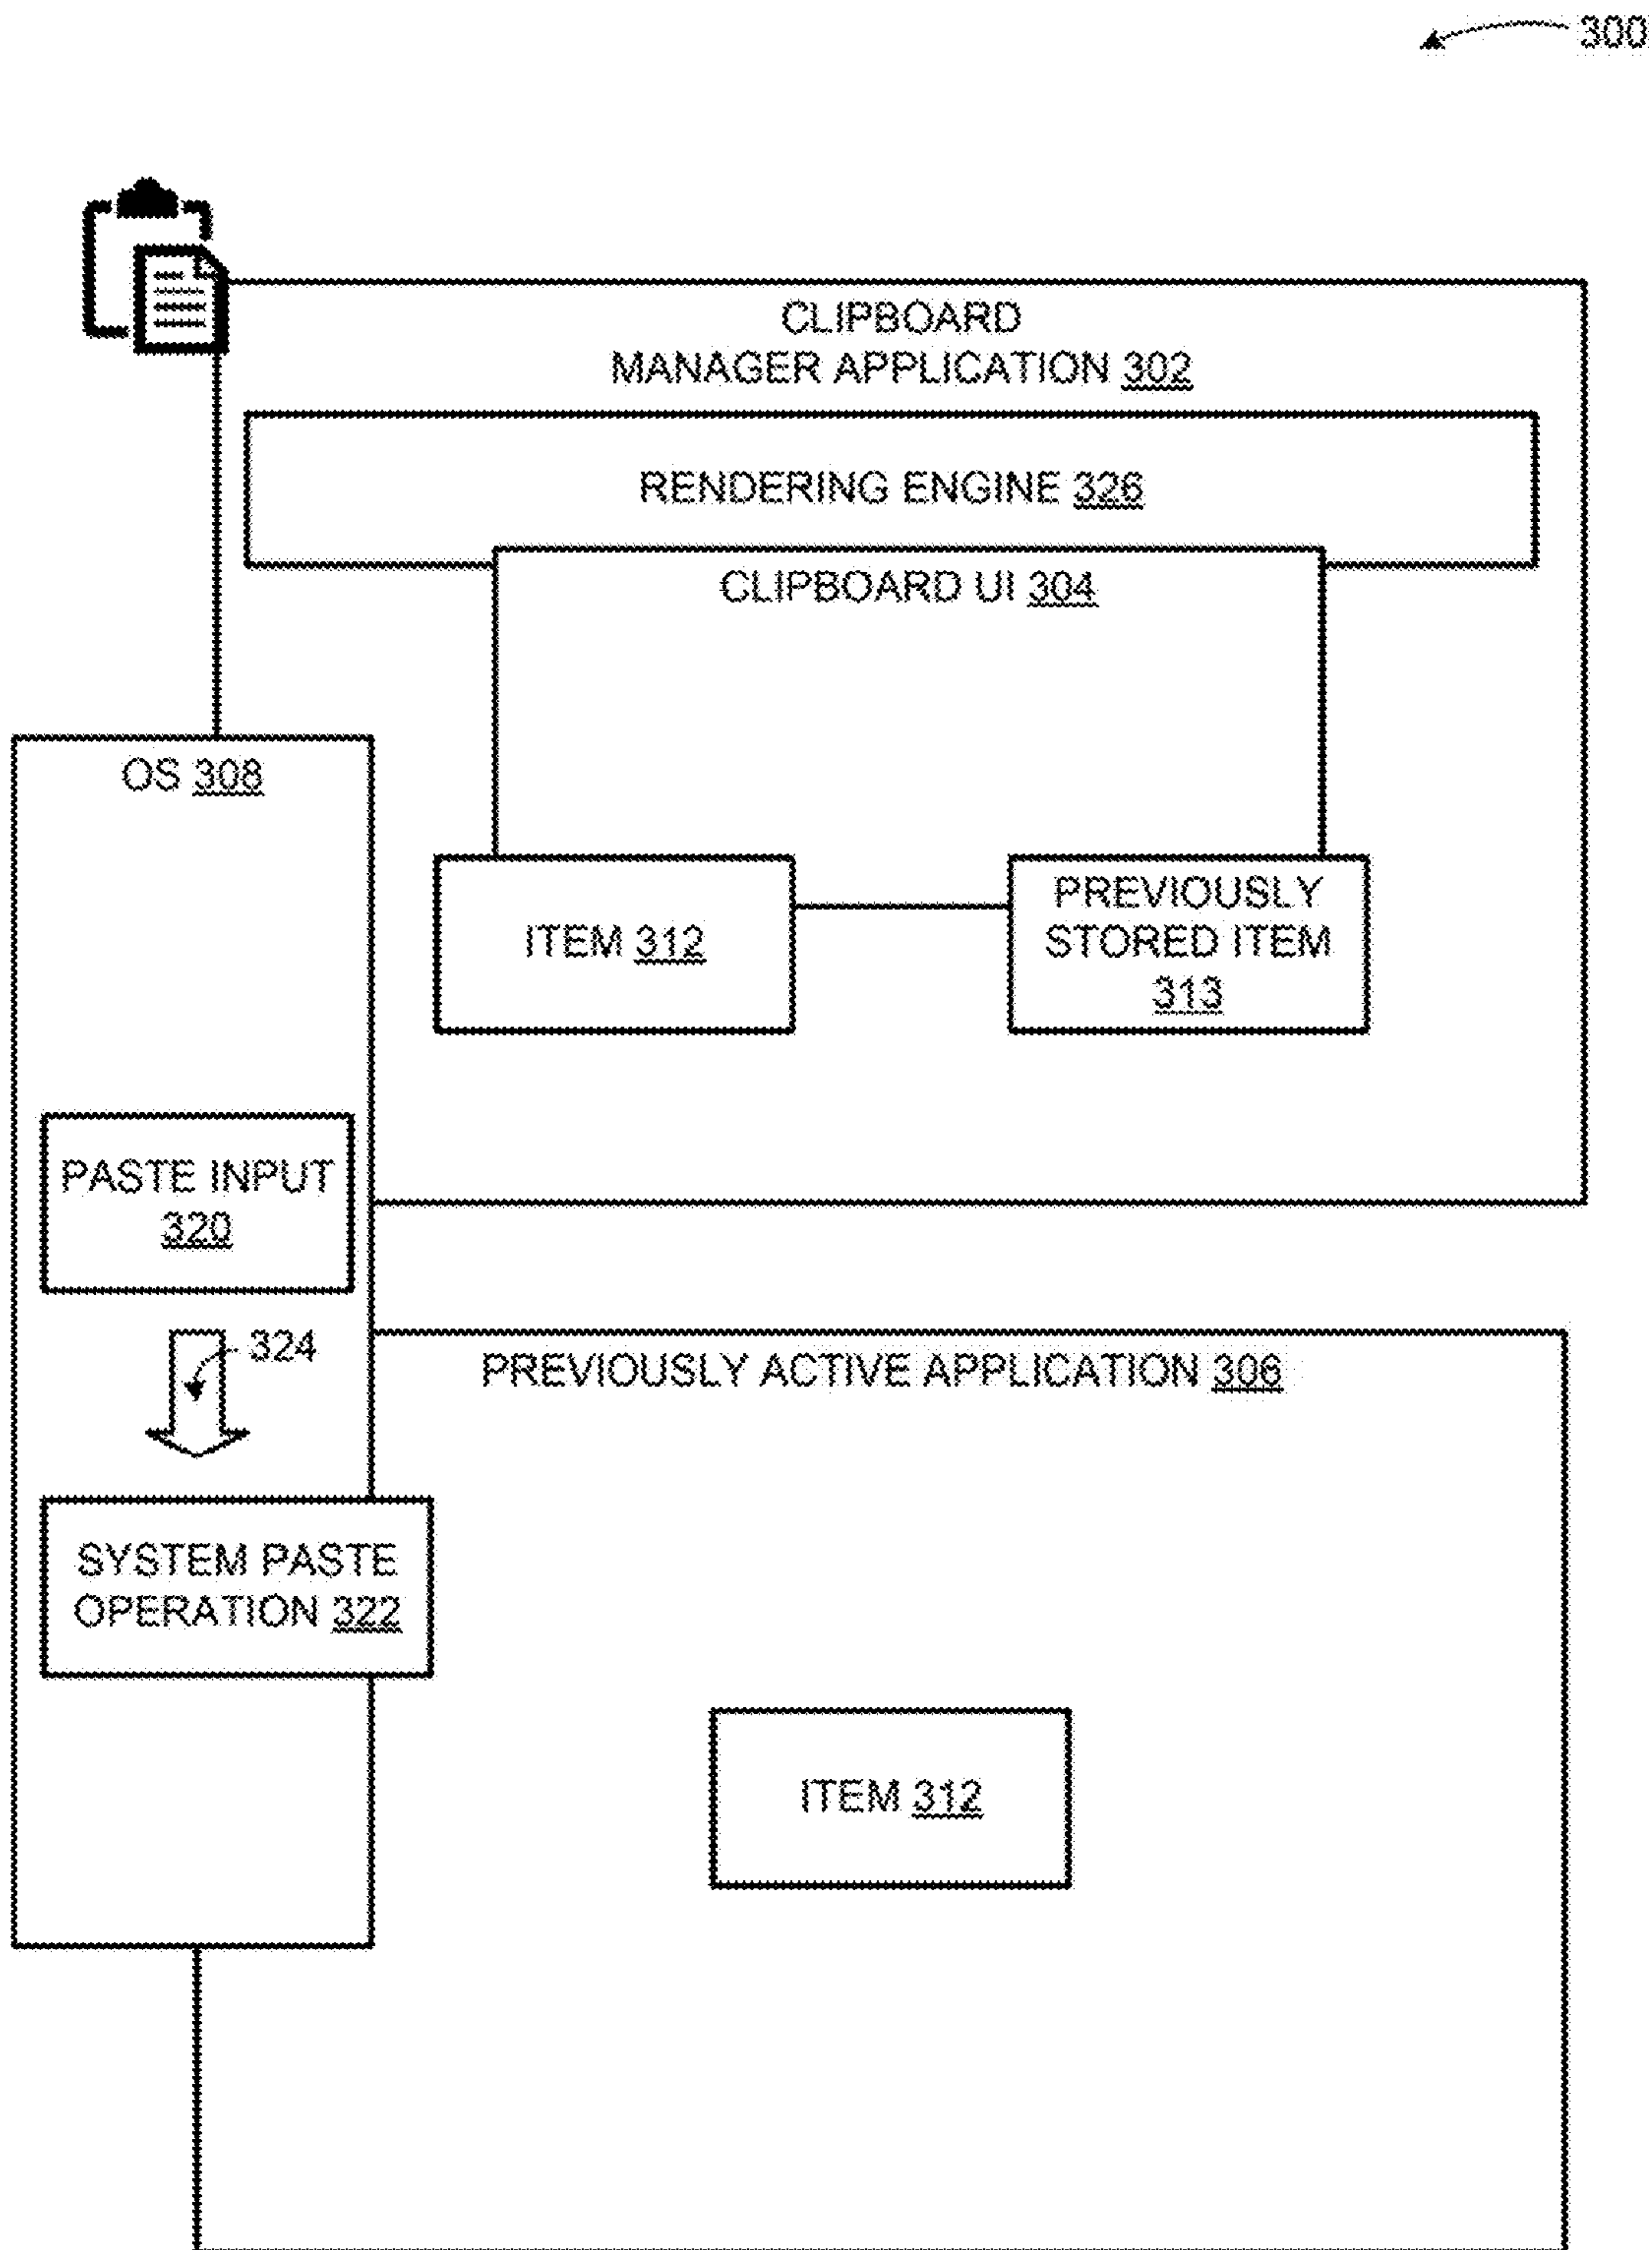 300
CLIPBOARD
MANAGER APPLICATION 302
RENDERING ENGINE 326
CLIPBOARD UI 304
OS 308
ITEM 312
PREVIOUSLY
STORED ITEM
313
PASTE INPUT
320
324
PREVIOUSLY ACTIVE APPLICATION 306
SYSTEM PASTE
OPERATION 322
ITEM 312